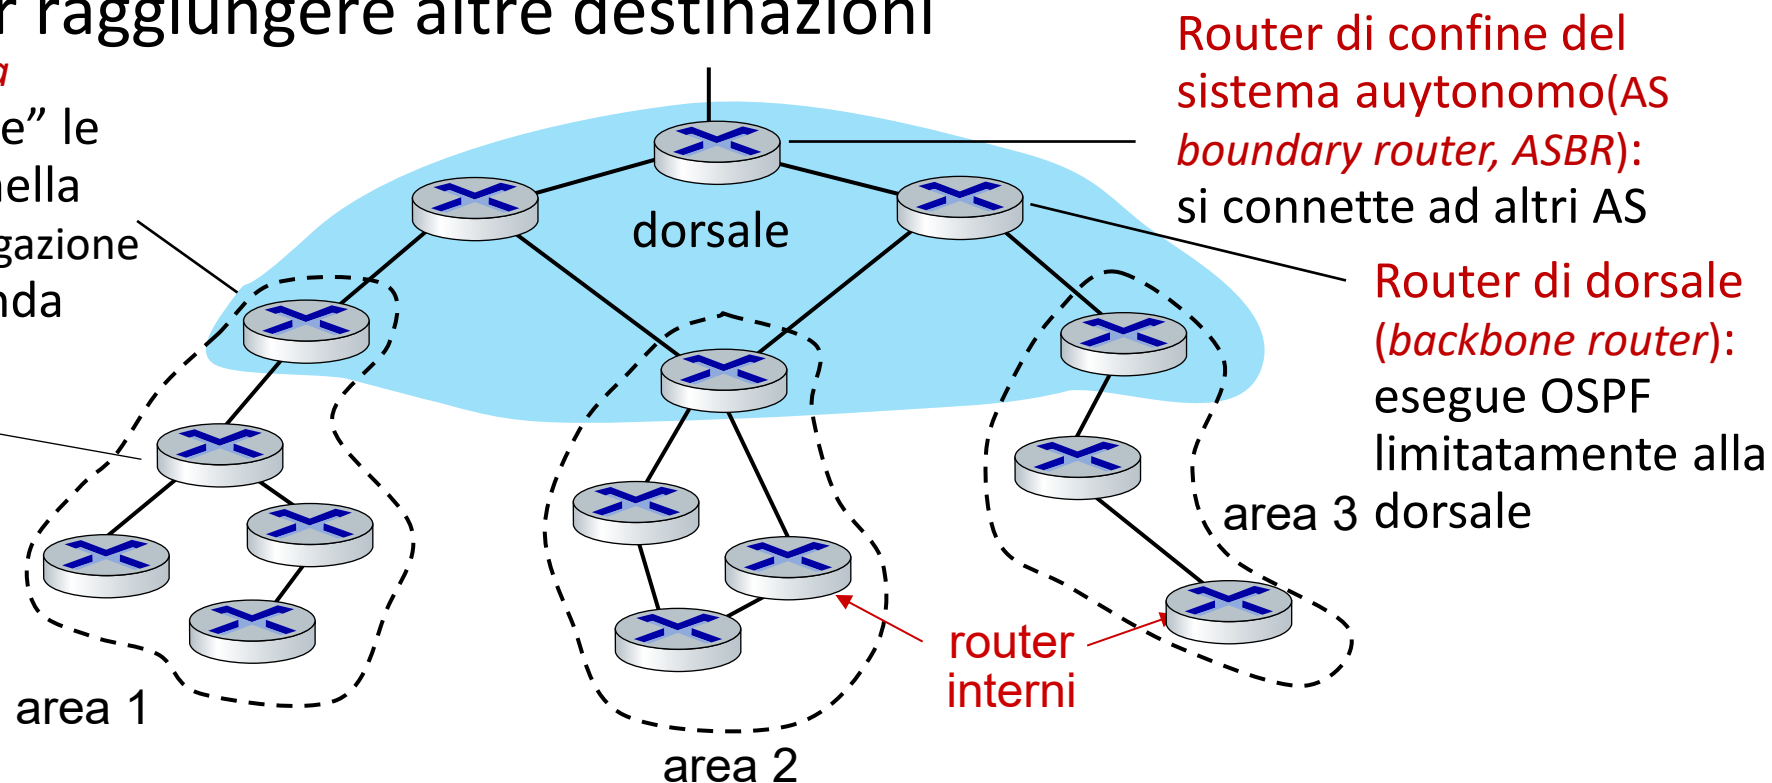 r raggiungere altre destinazioni
a
e” le
nella
gazione
nda
Router di confine del
sistema auytonomo(AS
boundary router, ASBR):
si connette ad altri AS
dorsale
Router di dorsale
(backbone router):
esegue OSPF
limitatamente alla
dorsale
area 3
router
interni
area 1
area 2